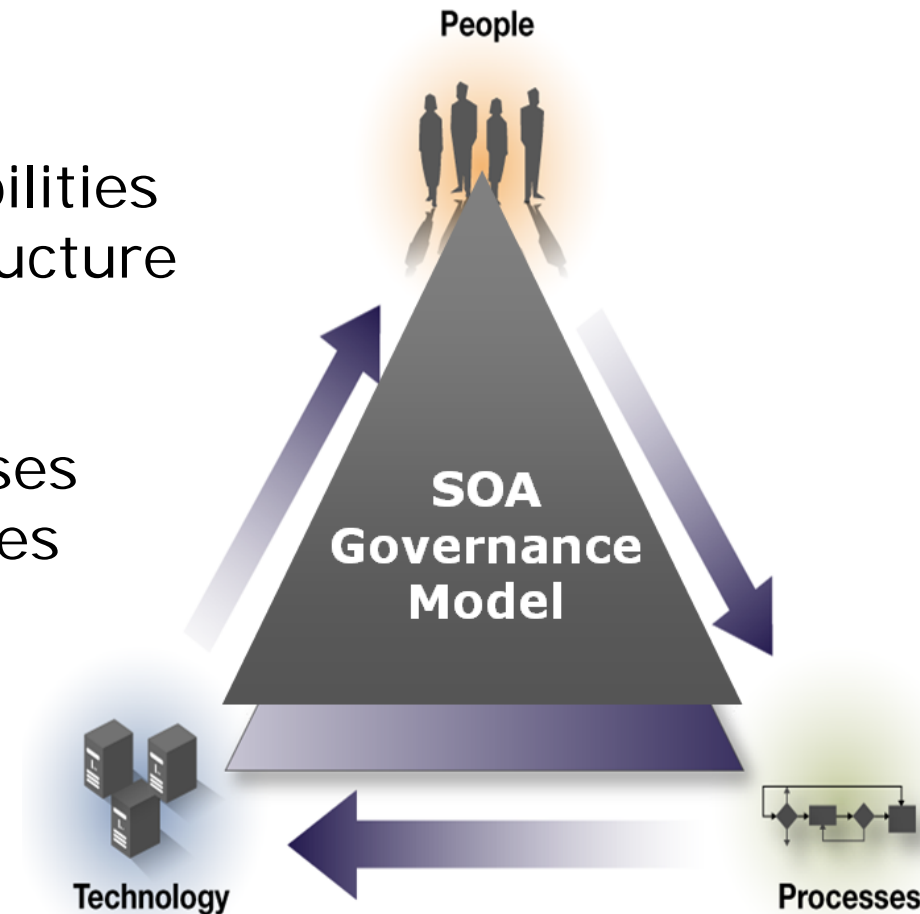 People
bilities
ucture
ses
es
SOA
Governance
Model
Technology
Processes